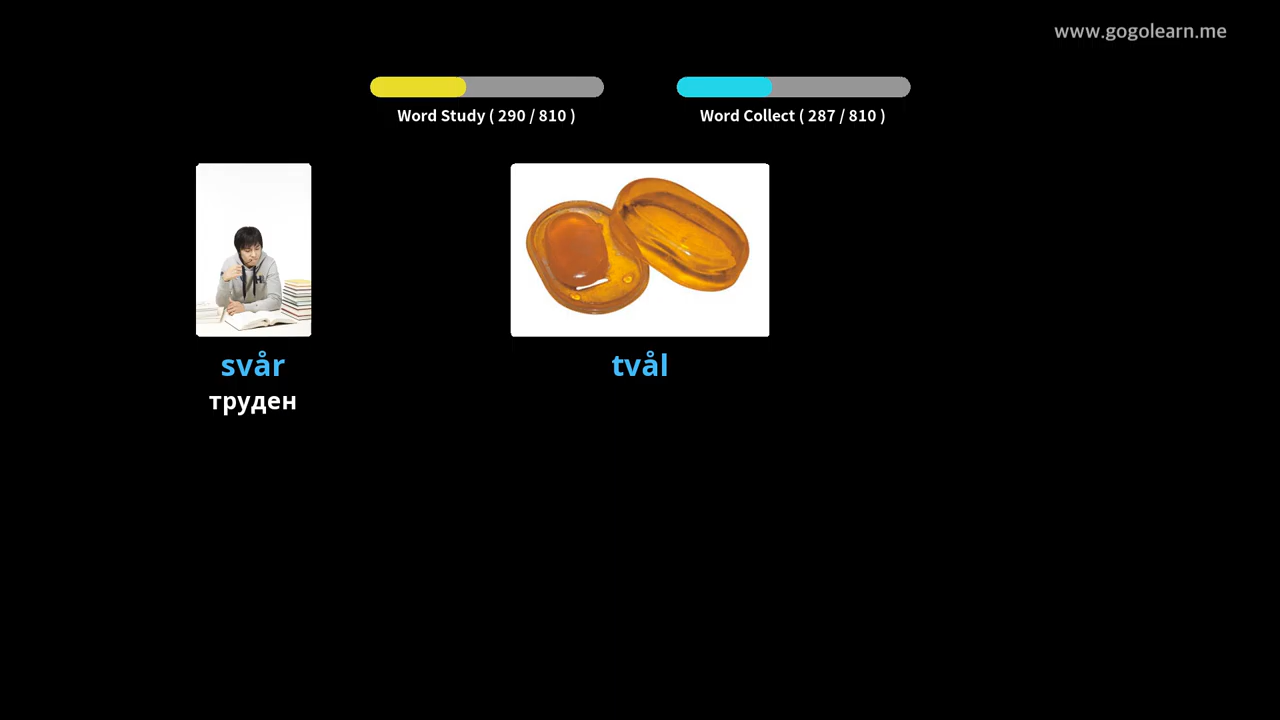 www.gogolearn.me
Word Study ( 290 / 810 )
Word Collect ( 287 / 810 )
svår
труден
tvål